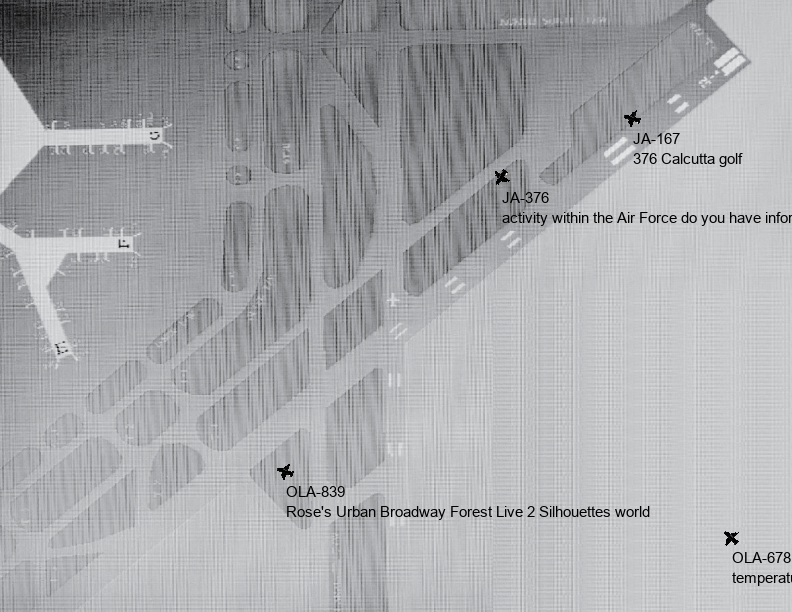 G
F
JA-167
376 Calcutta golf
JA-376
activity within the Air Force do you have
OLA-839
Rose's Urban Broadway Forest Live 2 Silhouettes world
OLA-678